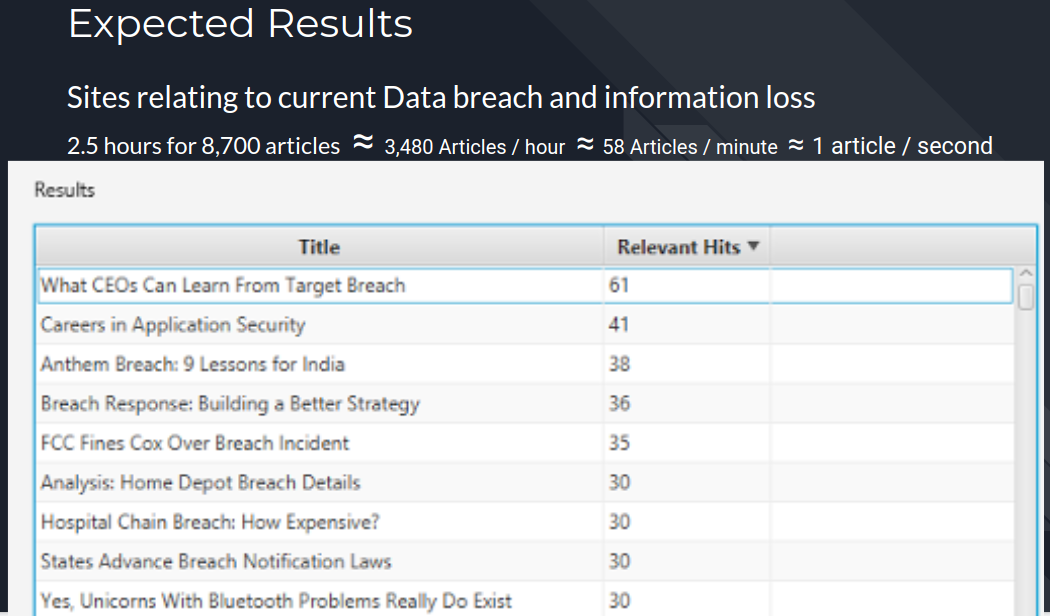 Expected Results
Sites relating to current Data breach and information loss
2.5 hours for 8,700 articles ≈ 3,480 Articles / hour ≈ 58 Articles / minute ≈ 1 article / second
Results
Title Relevant Hits ▼
What CEOs Can Learn From Target Breach 61
Careers in Application Security 41
Anthem Breach: 9 Lessons for India 38
Breach Response: Building a Better Strategy 36
FCC Fines Cox Over Breach Incident 35
Analysis: Home Depot Breach Details 30
Hospital Chain Breach: How Expensive? 30
States Advance Breach Notification Laws 30
Yes, Unicorns With Bluetooth Problems Really Do Exist 30